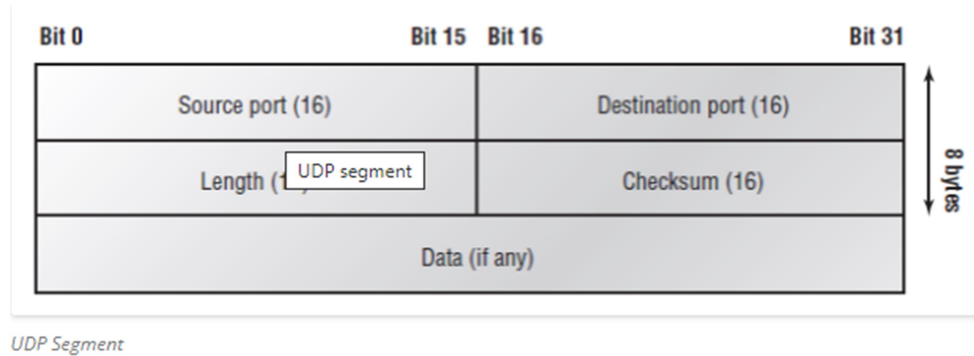 Bit 0 Bit 15 Bit 16 Bit 31
Source port (16) Destination port (16)
Length ( UDP segment Checksum (16)
8 bytes
Data (if any)
UDP Segment